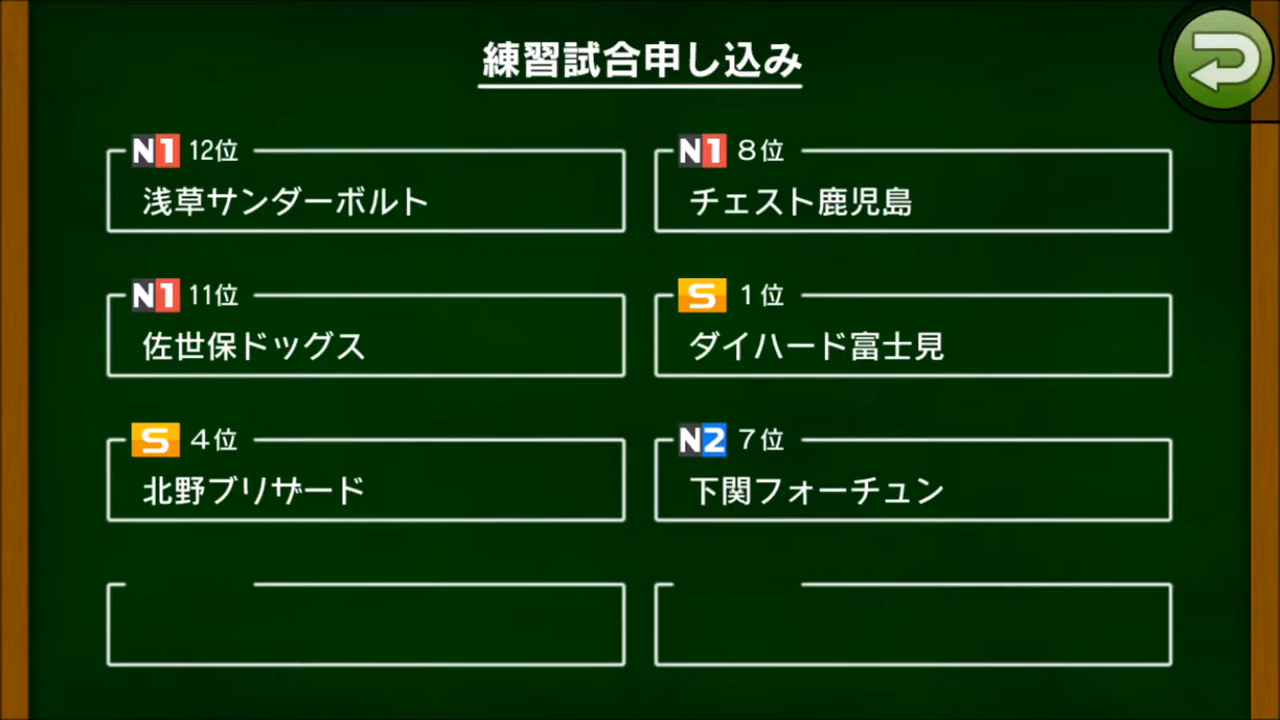 練習試合申し込み
N1 12位
浅草サンダーボルト
N1 8位
チェスト鹿児島
N1 11位
佐世保ドッグス
S 1位
ダイハード富士見
S 4位
北野ブリザード
N2 7位
下関フォーチュン